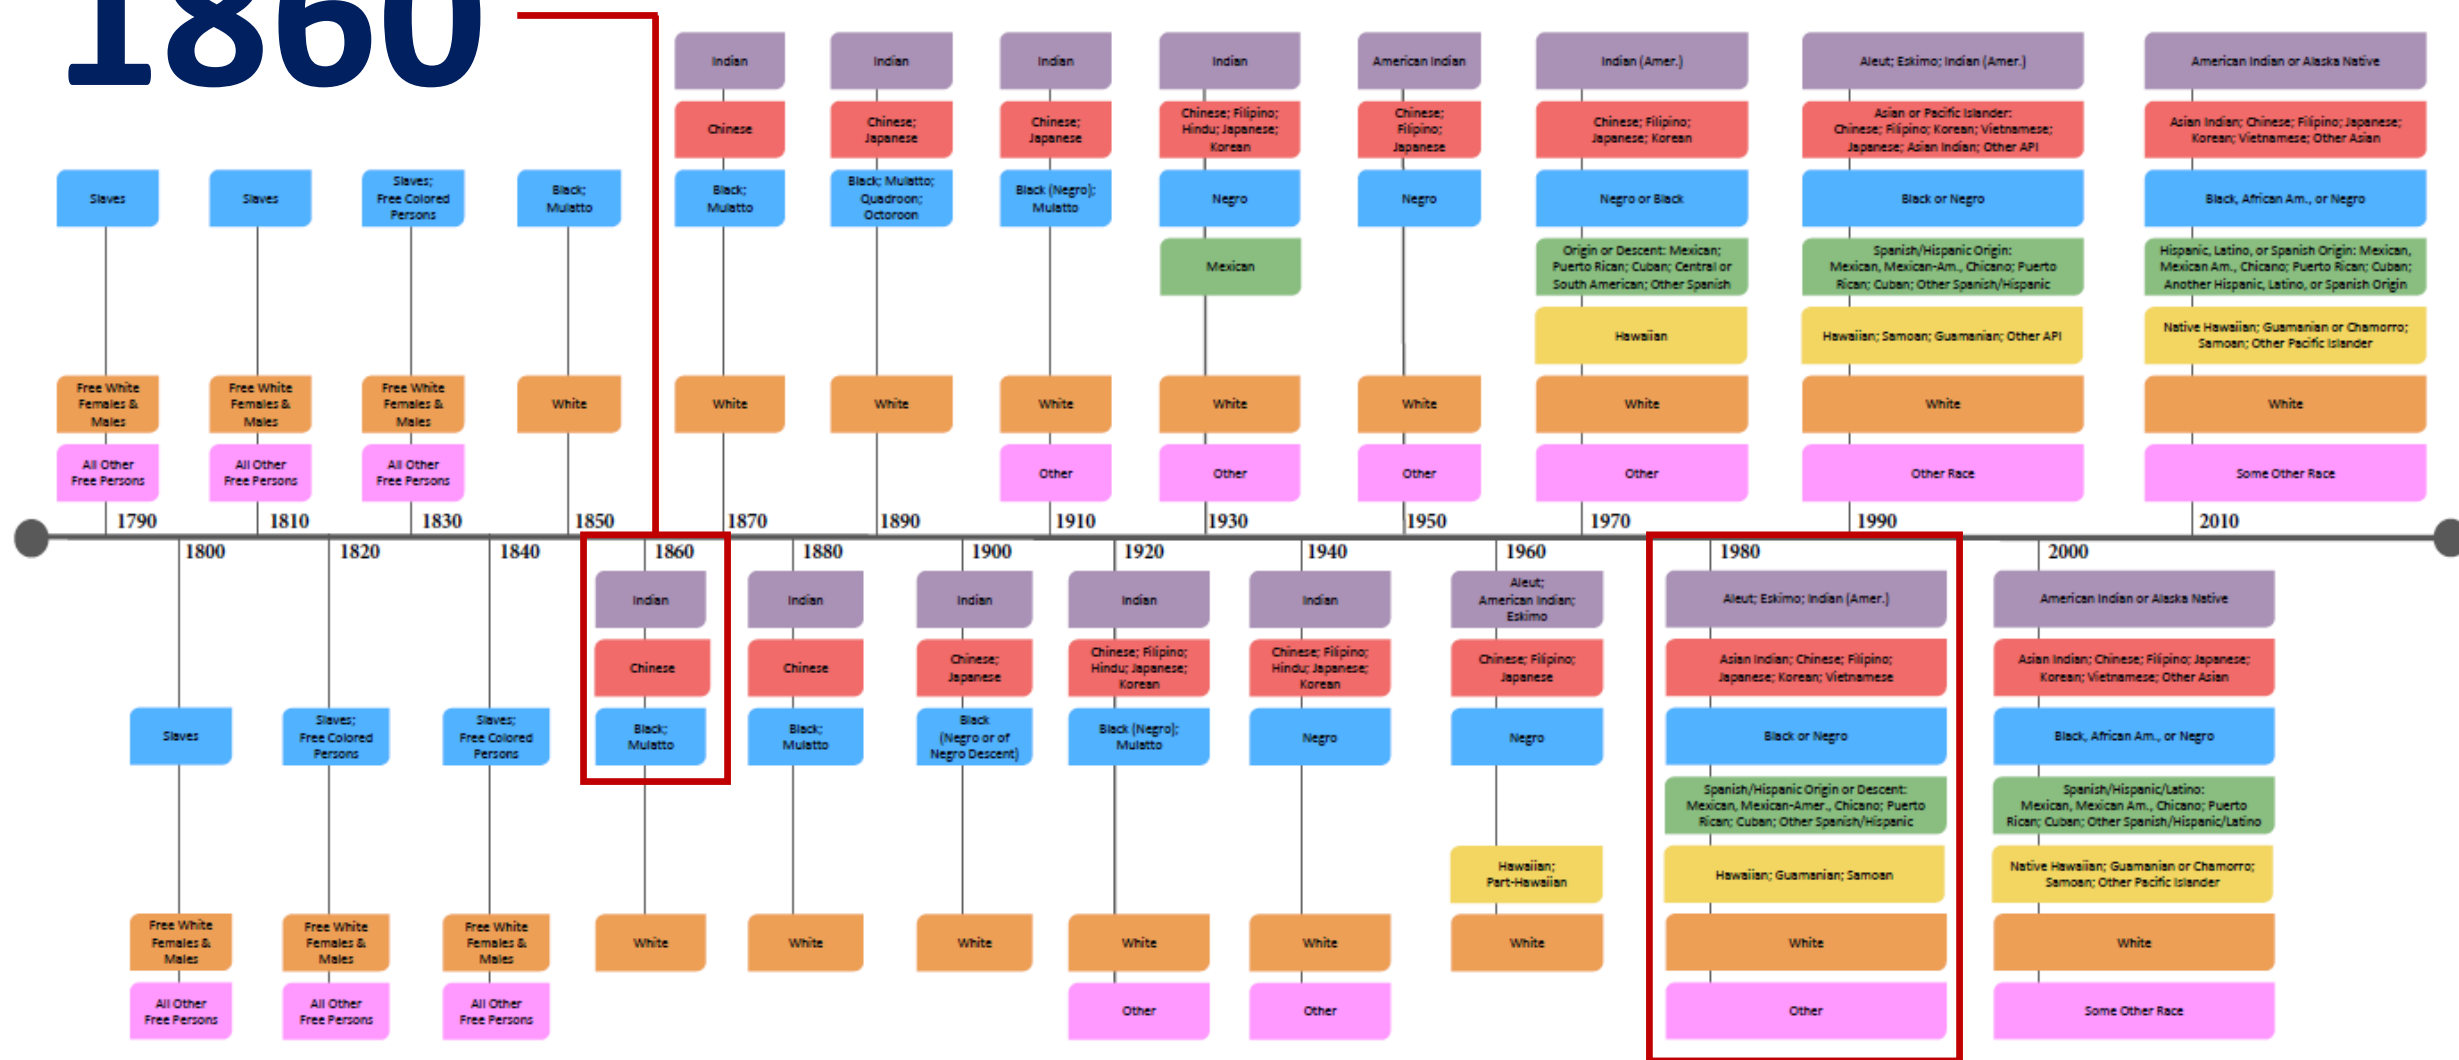 1860
Slaves
Free White
Females &
Males
All Other
Free Persons
1790
Slaves
Free White
Females &
Males
All Other
Free Persons
1810
Slaves;
Free Colored
Persons
Free White
Females &
Males
All Other
Free Persons
1830
Black;
Mulatto
White
1850
Indian
Chinese
Black;
Mulatto
White
1870
Indian
Chinese;
Japanese
Black; Mulatto;
Quadroon;
Octoroon
White
1890
Indian
Chinese;
Japanese
Black (Negro);
Mulatto
White
Other
1910
Indian
Chinese; Filipino;
Hindu; Japanese;
Korean
Negro
Mexican
White
Other
1930
American Indian
Chinese;
Filipino;
Japanese
Negro
White
Other
1950
Indian (Amer.)
Chinese; Filipino;
Japanese; Korean
Negro or Black
Origin or Descent: Mexican;
Puerto Rican; Cuban; Central or
South American; Other Spanish
Hawaiian
White
Other
1970
Aleut; Eskimo; Indian (Amer.)
Asian or Pacific Islander:
Chinese; Filipino; Korean; Vietnamese;
Japanese; Asian Indian; Other API
Black or Negro
Spanish/Hispanic Origin:
Mexican, Mexican-Am., Chicano; Puerto
Rican; Cuban; Other Spanish/Hispanic
Hawaiian; Samoan; Guamanian; Other API
White
Other Race
1990
American Indian or Alaska Native
Asian Indian; Chinese; Filipino; Japanese;
Korean; Vietnamese; Other Asian
Black, African Am., or Negro
Hispanic, Latino, or Spanish Origin: Mexican,
Mexican Am., Chicano; Puerto Rican; Cuban;
Another Hispanic, Latino, or Spanish Origin
Native Hawaiian; Guamanian or Chamorro;
Samoan; Other Pacific Islander
White
Some Other Race
2010
1800
Slaves
Free White
Females &
Males
All Other
Free Persons
1820
Slaves;
Free Colored
Persons
Free White
Females &
Males
All Other
Free Persons
1840
Slaves;
Free Colored
Persons
Free White
Females &
Males
All Other
Free Persons
1860
Indian
Chinese
Black;
Mulatto
White
1880
Indian
Chinese
Black;
Mulatto
White
1900
Indian
Chinese;
Japanese
Black
(Negro or of
Negro Descent)
White
1920
Indian
Chinese; Filipino;
Hindu; Japanese;
Korean
Black (Negro);
Mulatto
White
Other
1940
Indian
Chinese; Filipino;
Hindu; Japanese;
Korean
Negro
White
Other
1960
Aleut;
American Indian;
Eskimo
Chinese; Filipino;
Japanese
Negro
Hawaiian;
Part-Hawaiian
White
1980
Aleut; Eskimo; Indian (Amer.)
Asian Indian; Chinese; Filipino;
Japanese; Korean; Vietnamese
Black or Negro
Spanish/Hispanic Origin or Descent:
Mexican, Mexican-Amer., Chicano; Puerto
Rican; Cuban; Other Spanish/Hispanic
Hawaiian; Guamanian; Samoan
White
Other
2000
American Indian or Alaska Native
Asian Indian; Chinese; Filipino; Japanese;
Korean; Vietnamese; Other Asian
Black, African Am., or Negro
Spanish/Hispanic/Latino:
Mexican, Mexican Am., Chicano; Puerto
Rican; Cuban; Other Spanish/Hispanic/Latino
Native Hawaiian; Guamanian or Chamorro;
Samoan; Other Pacific Islander
White
Some Other Race